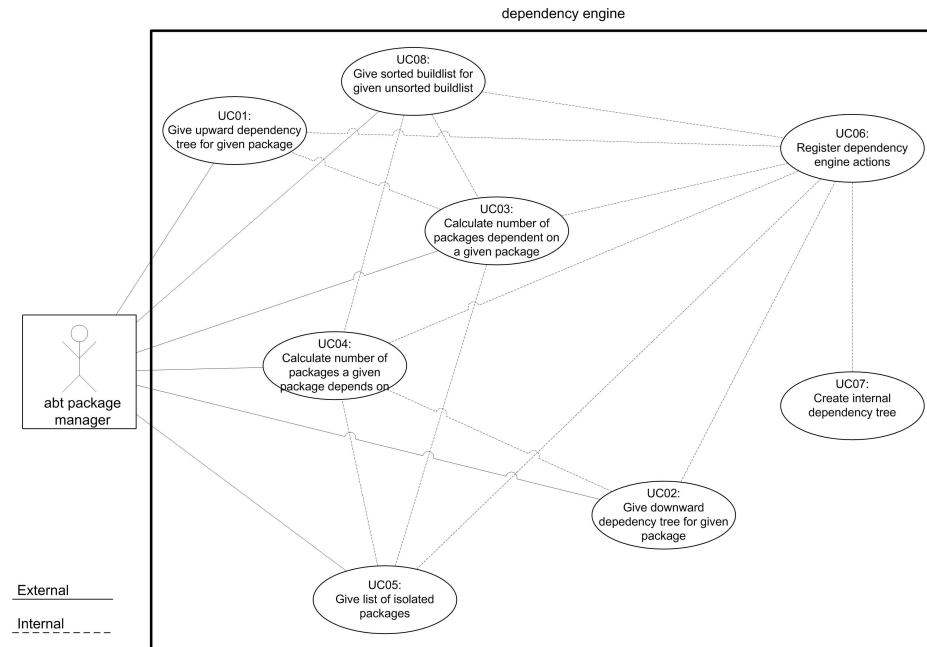 dependency engine
UC08:
Give sorted buildlist for
given unsorted buildlist
UC01:
Give upward dependency
tree for given package
UC06:
Register dependency
engine actions
UC03:
Calculate number of
packages dependent on
a given package
UC04:
Calculate number of
packages a given
package depends on
abt package
manager
UC07:
Create internal
dependency tree
UC02:
Give downward
depedency tree for given
package
UC05:
Give list of isolated
packages
External
Internal